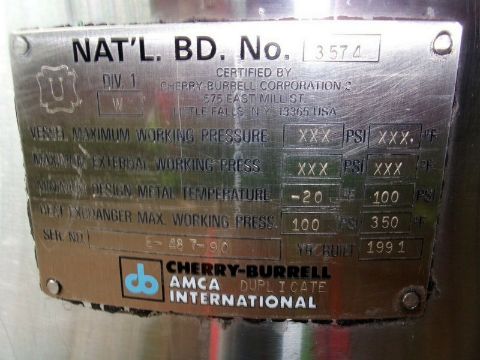 NAT'L. BD. No. 3574
U
DIV. 1
W
CERTIFIED BY
CHERRY-BURRELL CORPORATION
575 EAST MILL ST.
LITTLE FALLS N.Y. 13365 USA
VESSEL MAXIMUM WORKING PRESSURE XXX PSI XXX. °F
MAXIMUM EXTERNAL WORKING PRESS XXX PSI XXX °F
MINIMUM DESIGN METAL TEMPERATURE -20 °F 100 PSI
HEAT EXCHANGER MAX. WORKING PRESS. 100 PSI 350 °F
SER. NO. E- 87-90 YR. BUILT 1991
cb CHERRY-BURRELL
AMCA DUPLICATE
INTERNATIONAL